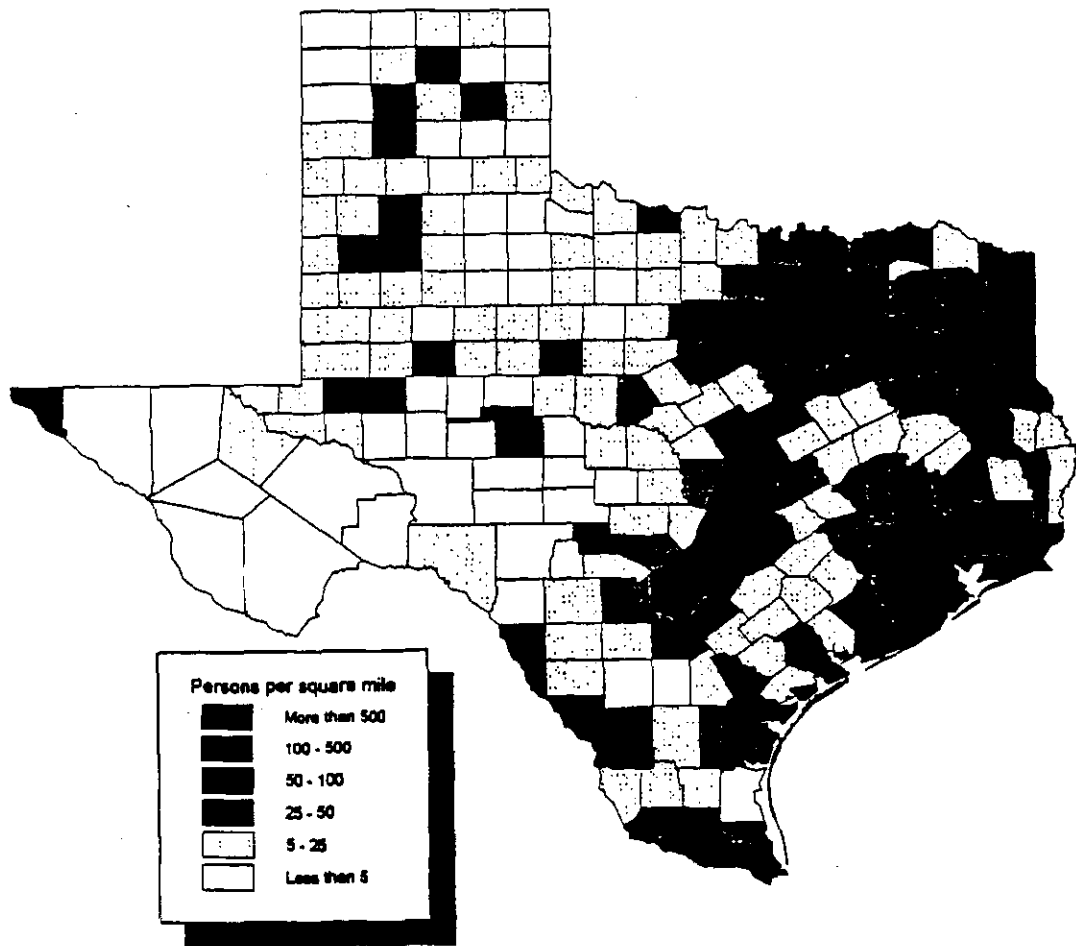 Persons per square mile
More than 500
100 - 500
50 - 100
25 - 50
5 - 25
Less than 5